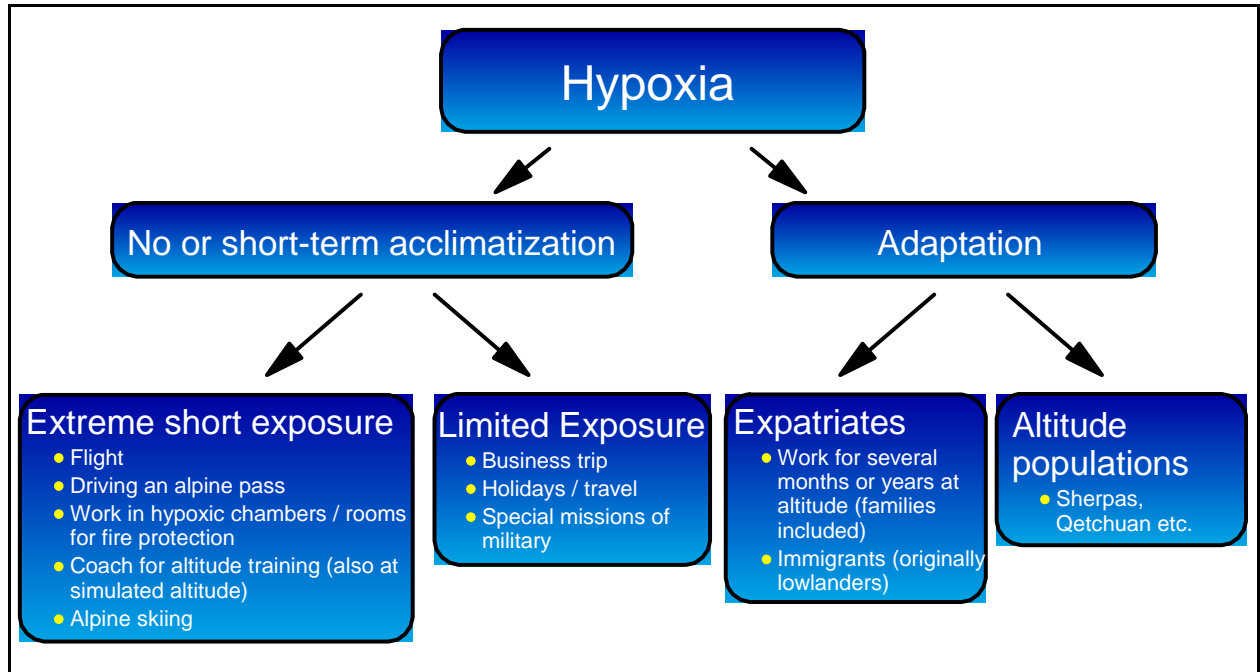 Hypoxia
No or short-term acclimatization
Adaptation
Extreme short exposure
• Flight
• Driving an alpine pass
• Work in hypoxic chambers / rooms
for fire protection
• Coach for altitude training (also at
simulated altitude)
• Alpine skiing
Limited Exposure
• Business trip
• Holidays / travel
• Special missions of
military
Expatriates
• Work for several
months or years at
altitude (families
included)
• Immigrants (originally
lowlanders)
Altitude
populations
• Sherpas,
Qetchuan etc.